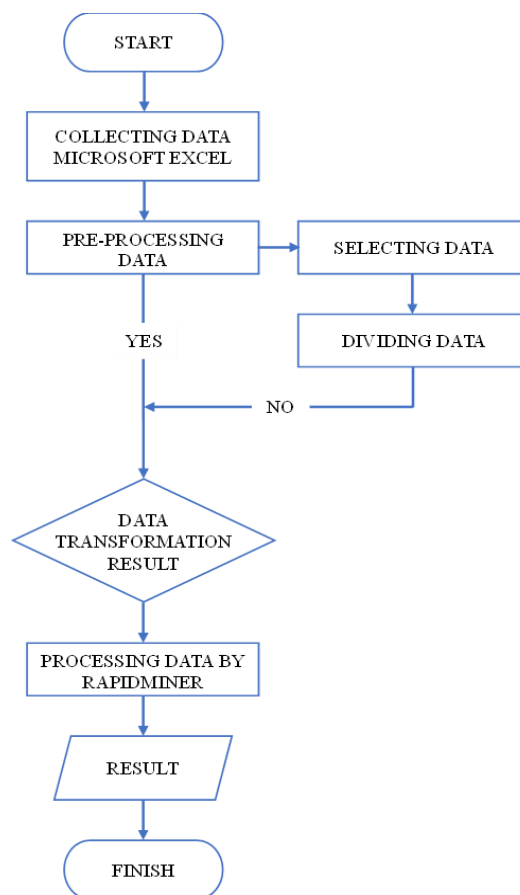 START
COLLECTING DATA
MICROSOFT EXCEL
PRE-PROCESSING
DATA
SELECTING DATA
YES
DIVIDING DATA
NO
DATA
TRANSFORMATION
RESULT
PROCESSING DATA BY
RAPIDMINER
RESULT
FINISH